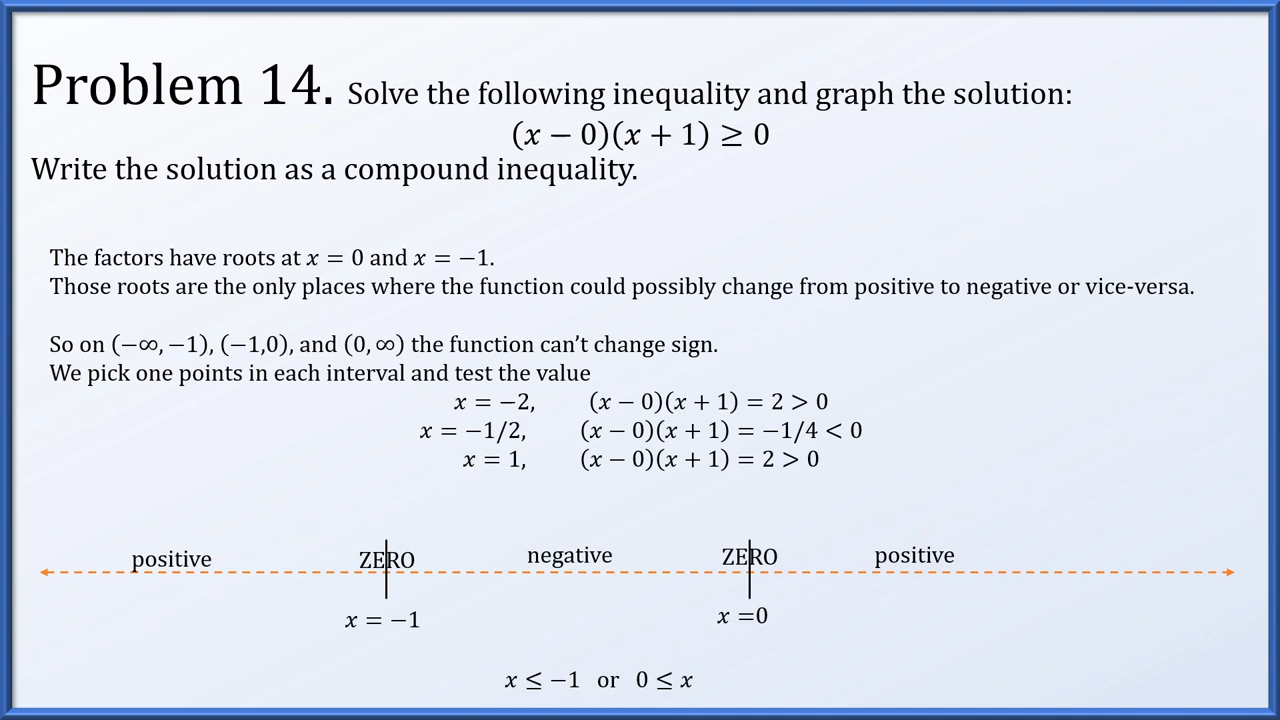 Problem 14. Solve the following inequality and graph the solution:
(x − 0)(x + 1) ≥ 0
Write the solution as a compound inequality.
The factors have roots at x = 0 and x = −1.
Those roots are the only places where the function could possibly change from positive to negative or vice-versa.
So on (−∞, −1), (−1,0), and (0, ∞) the function can’t change sign.
We pick one points in each interval and test the value
x = −2, (x − 0)(x + 1) = 2 > 0
x = −1/2, (x − 0)(x + 1) = −1/4 < 0
x = 1, (x − 0)(x + 1) = 2 > 0
positive ZERO negative ZERO positive
x = −1 x =0
x ≤ −1 or 0 ≤ x